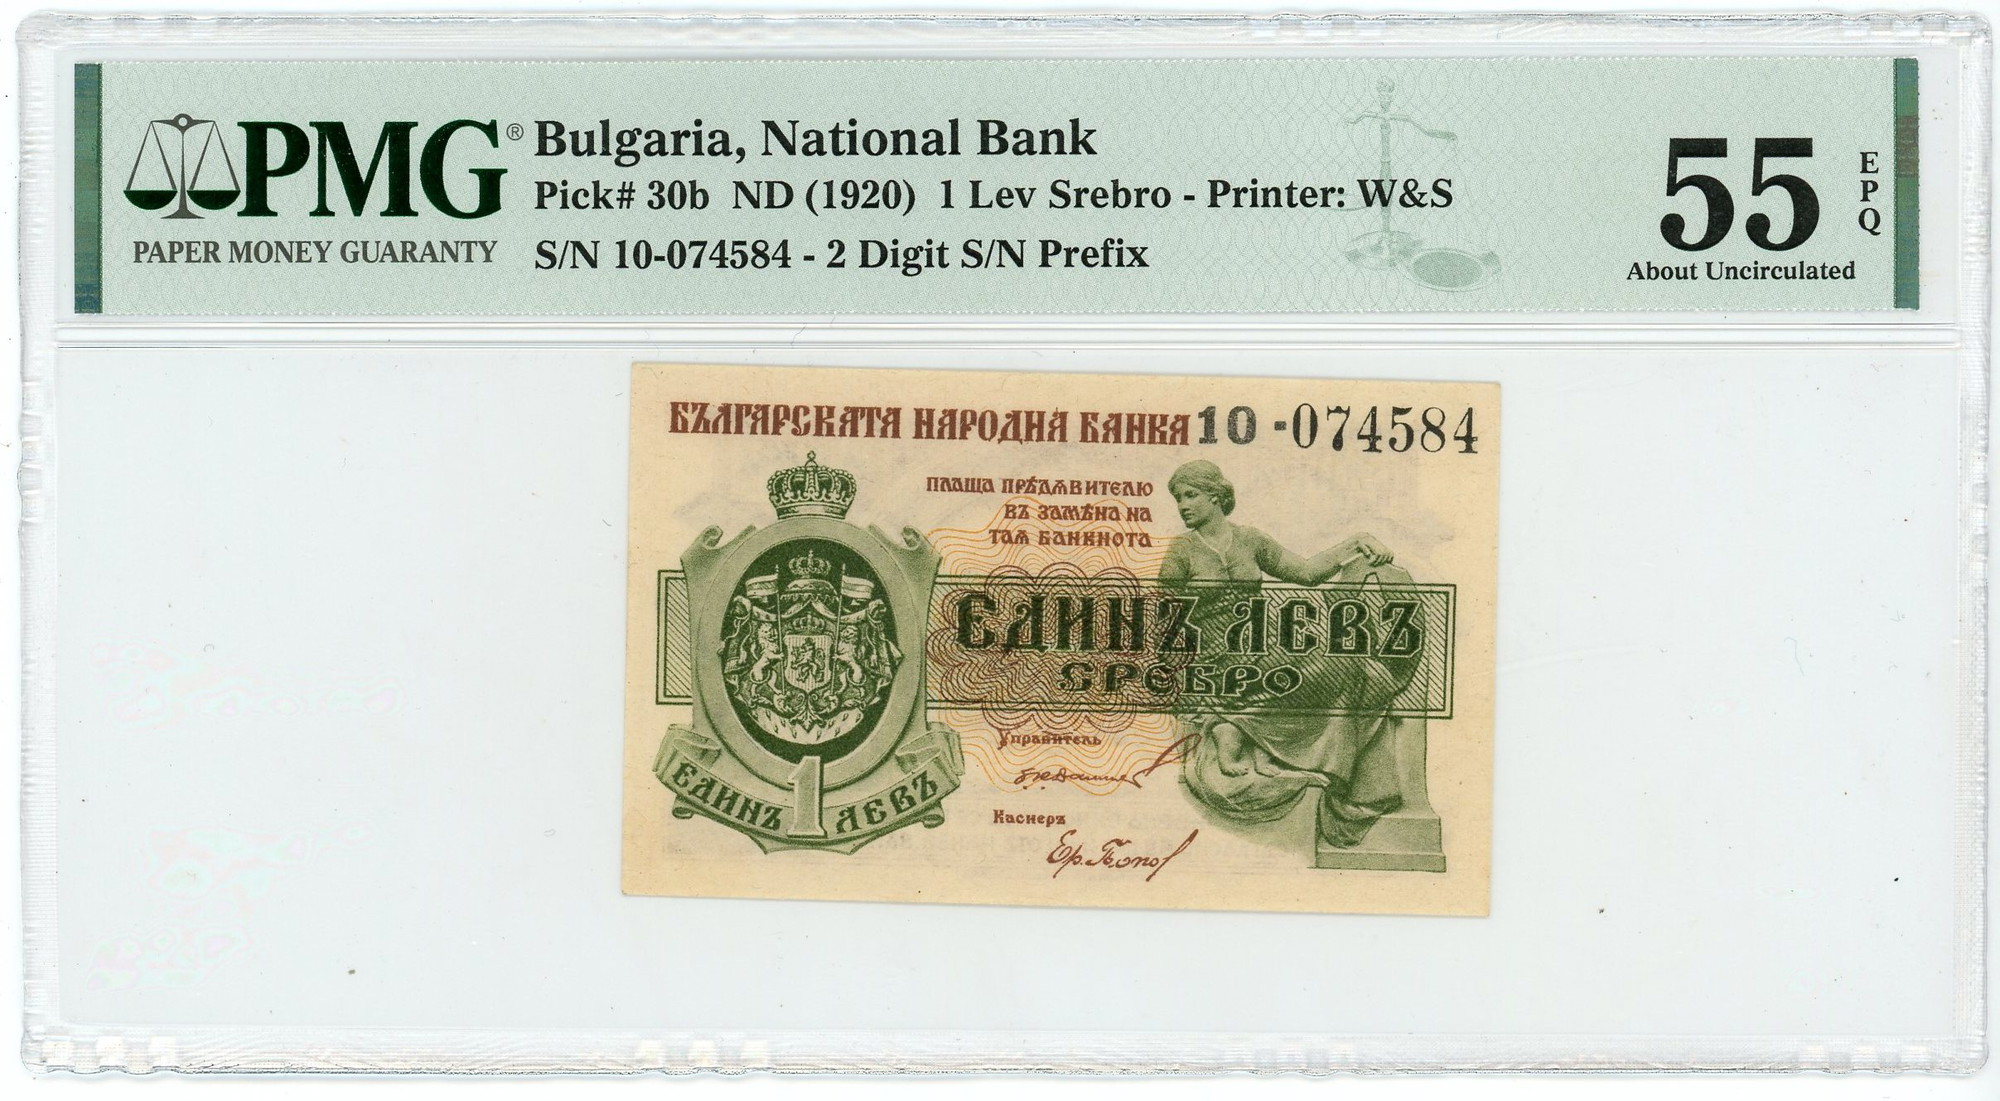 PMG®
PAPER MONEY GUARANTY
Bulgaria, National Bank
Pick# 30b ND (1920) 1 Lev Srebro - Printer: W&S
S/N 10-074584 - 2 Digit S/N Prefix
55
EPQ
About Uncirculated
БЪЛГАРСКАТА НАРОДНА БАНКА 10 -074584
ПЛАЩА ПРѢДЯВИТЕЛЮ
ВЪ ЗАМѢНА НА
ТАЯ БАНКНОТА
ЕДИНЪ ЛЕВЪ
СРЕБРО
Управитель
Касиеръ
ЕДИНЪ 1 ЛЕВЪ